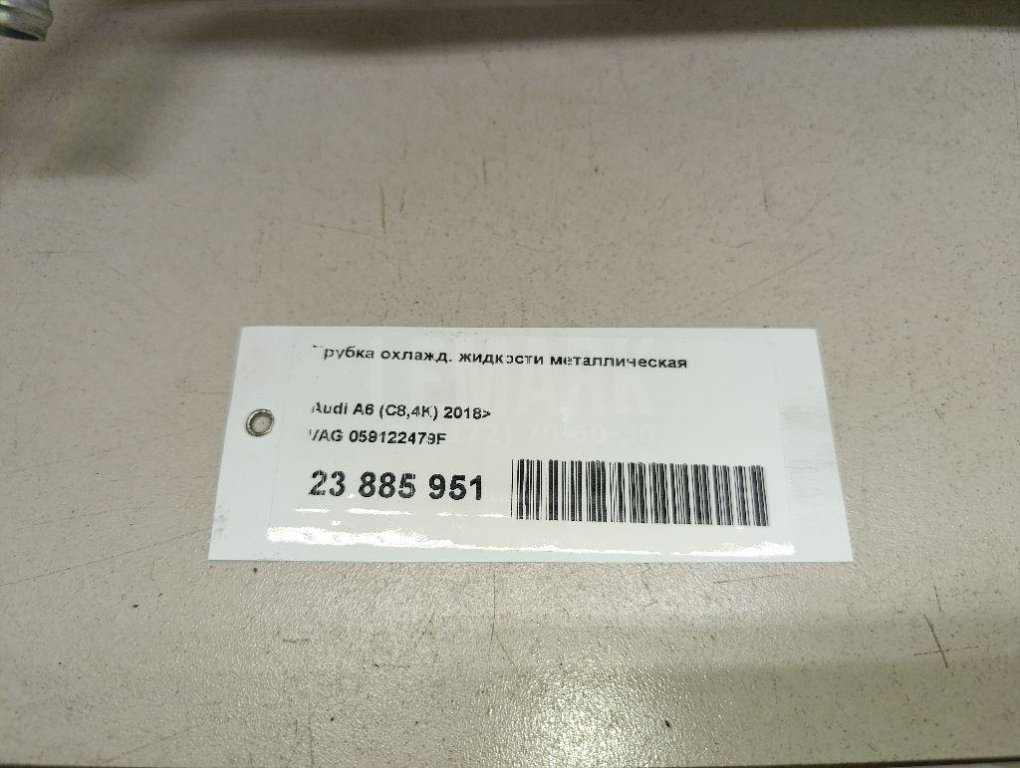 Трубка охлажд. жидкости металлическая
Audi A6 (C8,4K) 2018>
VAG 059122479F
23 885 951